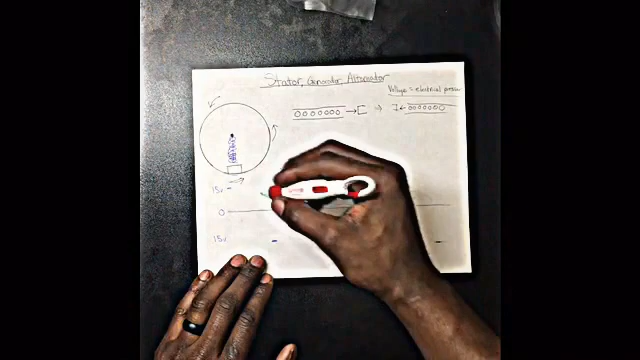 Stator, Generator, Alternator
Voltage = electrical pressure
15v
0
15v